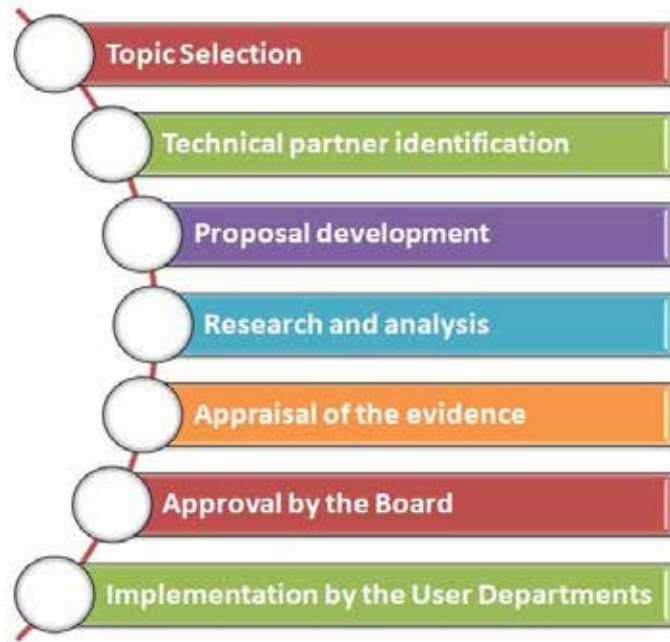 Topic Selection
Technical partner identification
Proposal development
Research and analysis
Appraisal of the evidence
Approval by the Board
Implementation by the User Departments